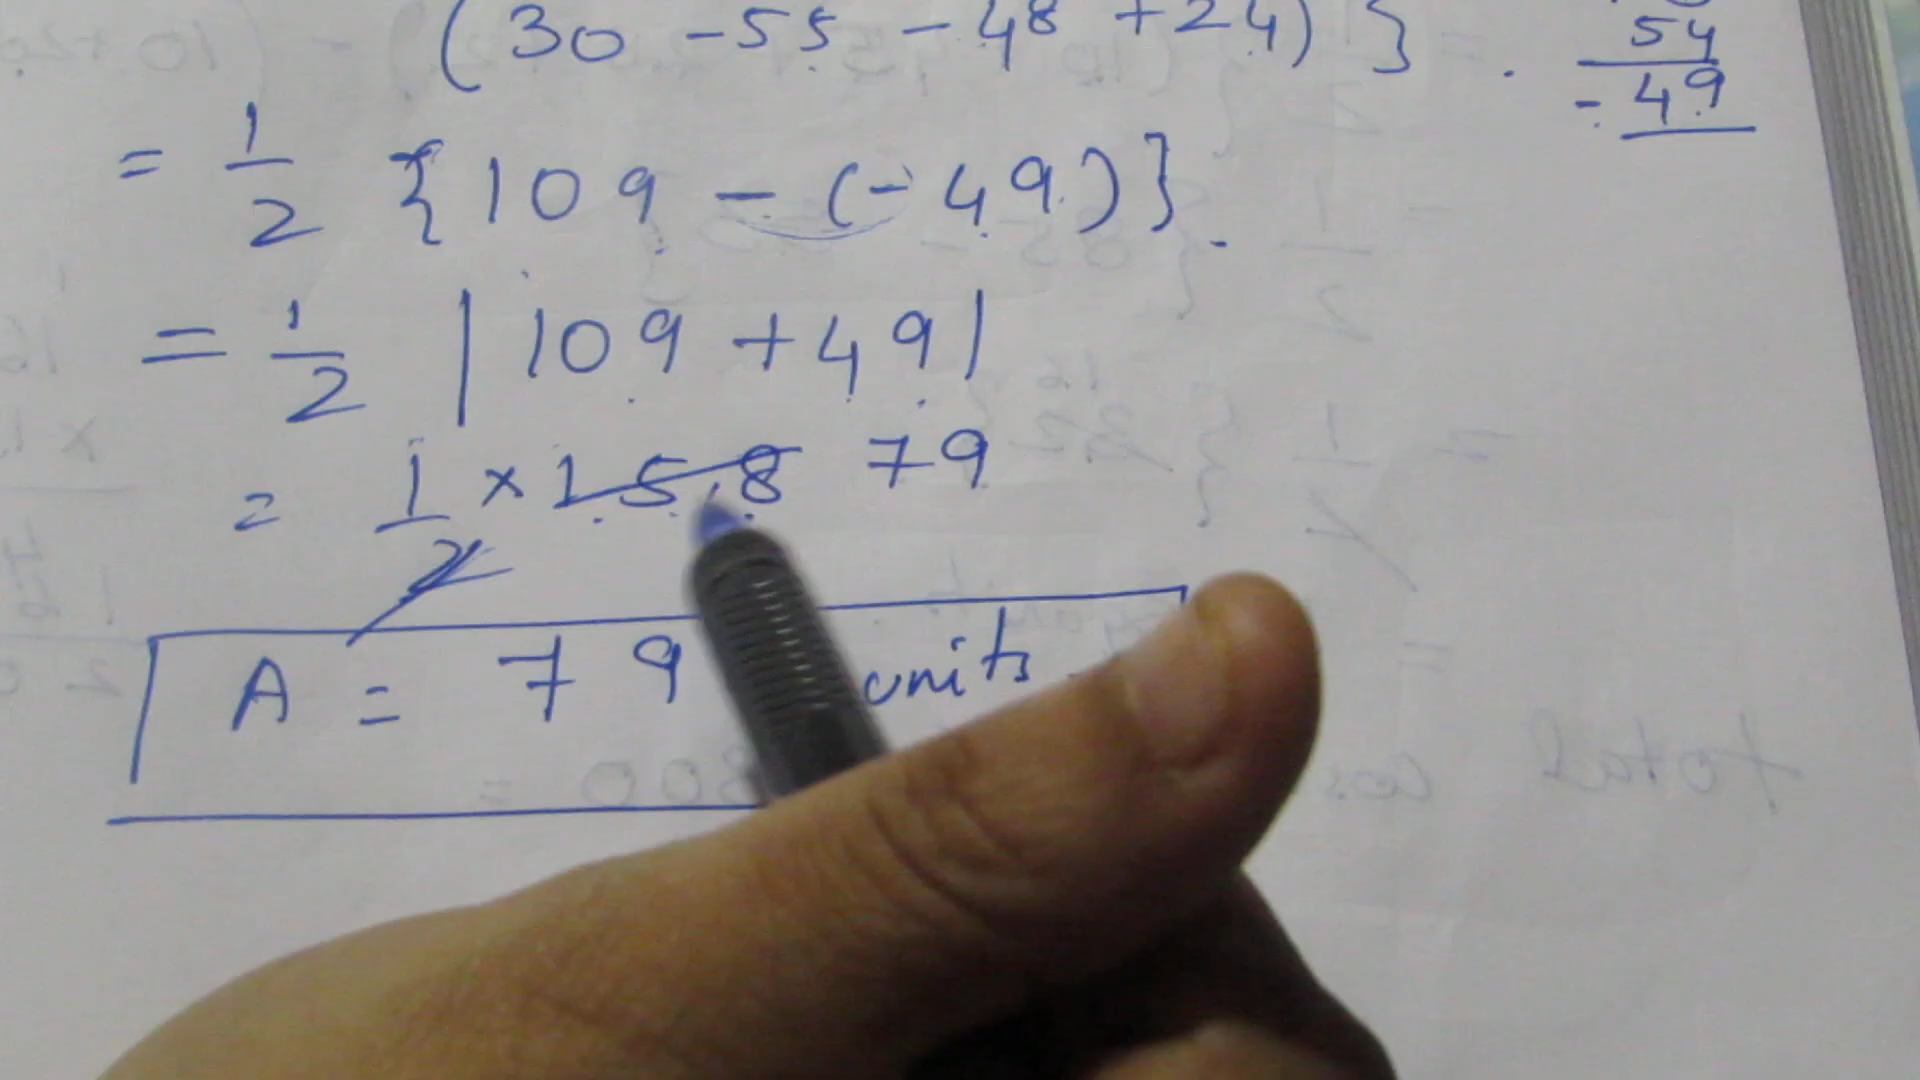 (30 - 55 - 48 + 24) } .
54
- 49
= 1/2 { 109 - (-49) } .
= 1/2 | 109 + 49 |
= 1/2 × 158 79
A = 79 units